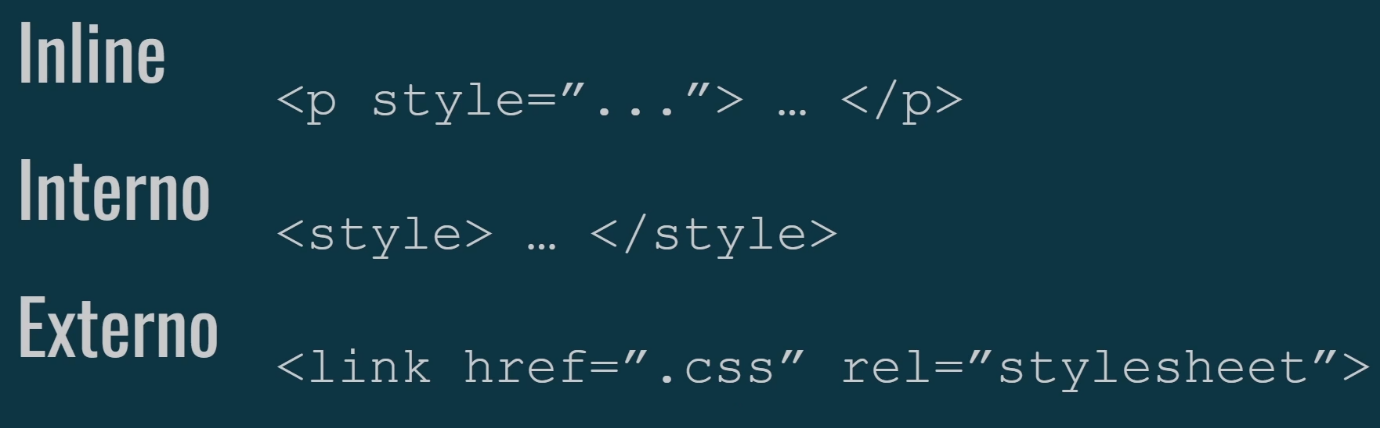 Inline
<p style=”...”> … </p>
Interno
<style> … </style>
Externo
<link href=”.css” rel=”stylesheet”>